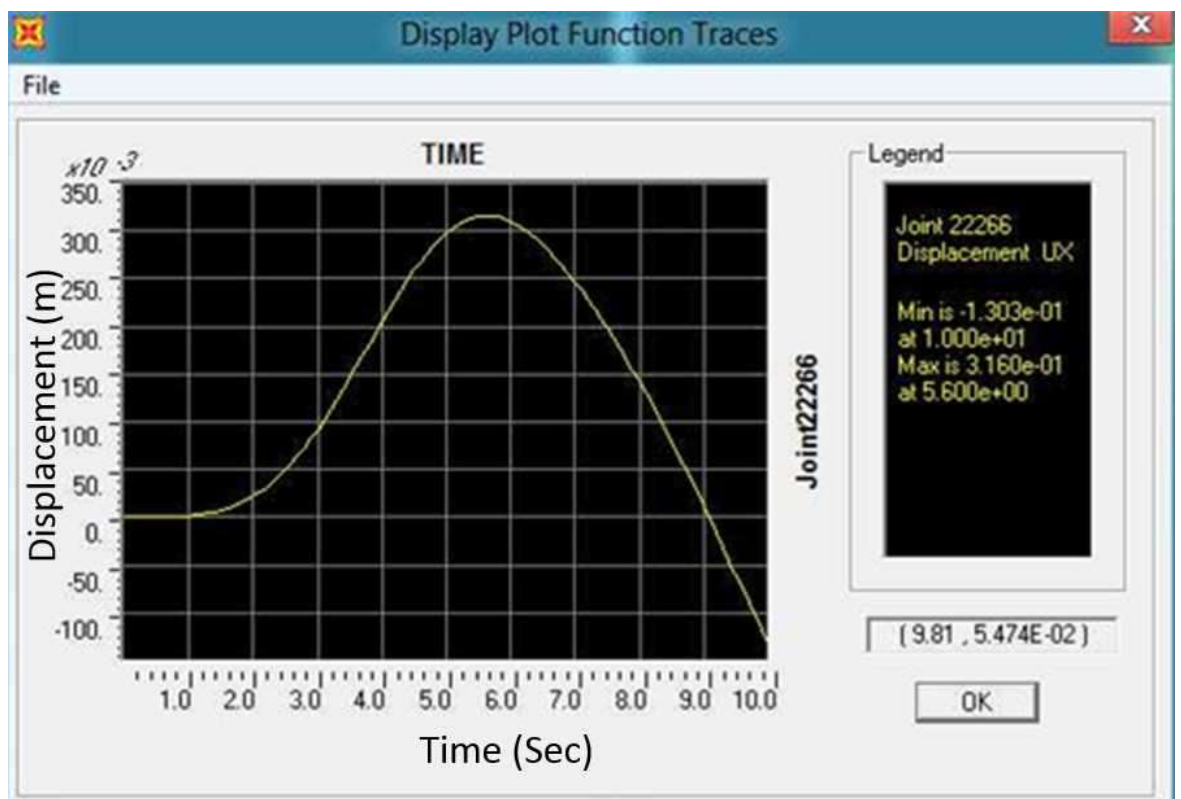 Display Plot Function Traces
File
TIME
x10 -3
350.
300.
250.
200.
150.
100.
50.
0.
-50.
-100.
Displacement (m)
1.0 2.0 3.0 4.0 5.0 6.0 7.0 8.0 9.0 10.0
Time (Sec)
Joint22266
Legend
Joint 22266
Displacement UX
Min is -1.303e-01
at 1.000e+01
Max is 3.160e-01
at 5.600e+00
( 9.81 , 5.474E-02 )
OK